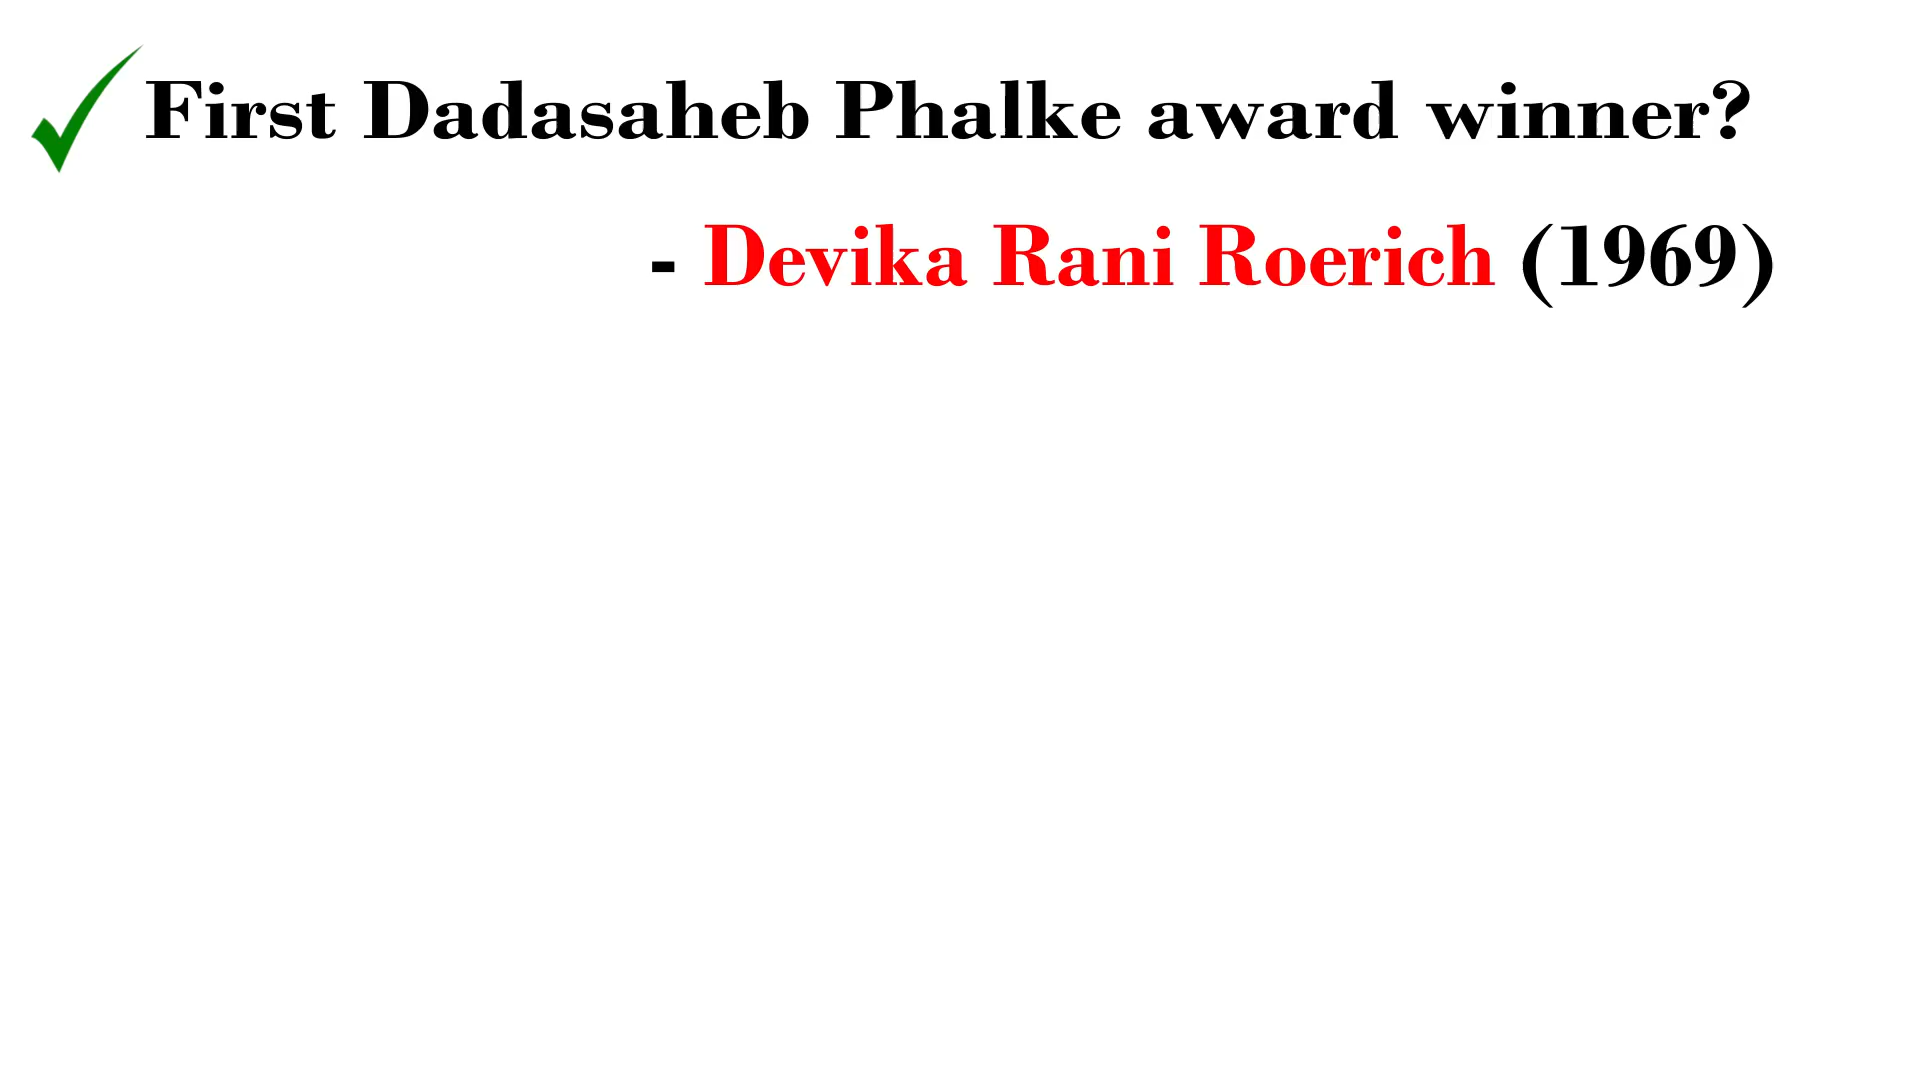 First Dadasaheb Phalke award winner?
- Devika Rani Roerich (1969)